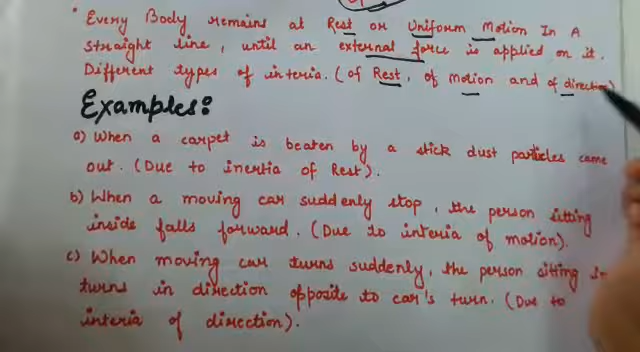 Every Body remains at Rest or Uniform Motion In A
straight line, until an external force is applied on it.
Different types of interia. (of Rest, of motion and of direction)
Examples:
a) When a carpet is beaten by a stick dust particles came
out. (Due to inertia of Rest).
b) When a moving car suddenly stop, the person sitting
inside falls forward. (Due to interia of motion).
c) When moving car turns suddenly, the person sitting in
turns in direction opposite to car's turn. (Due to
interia of direction).